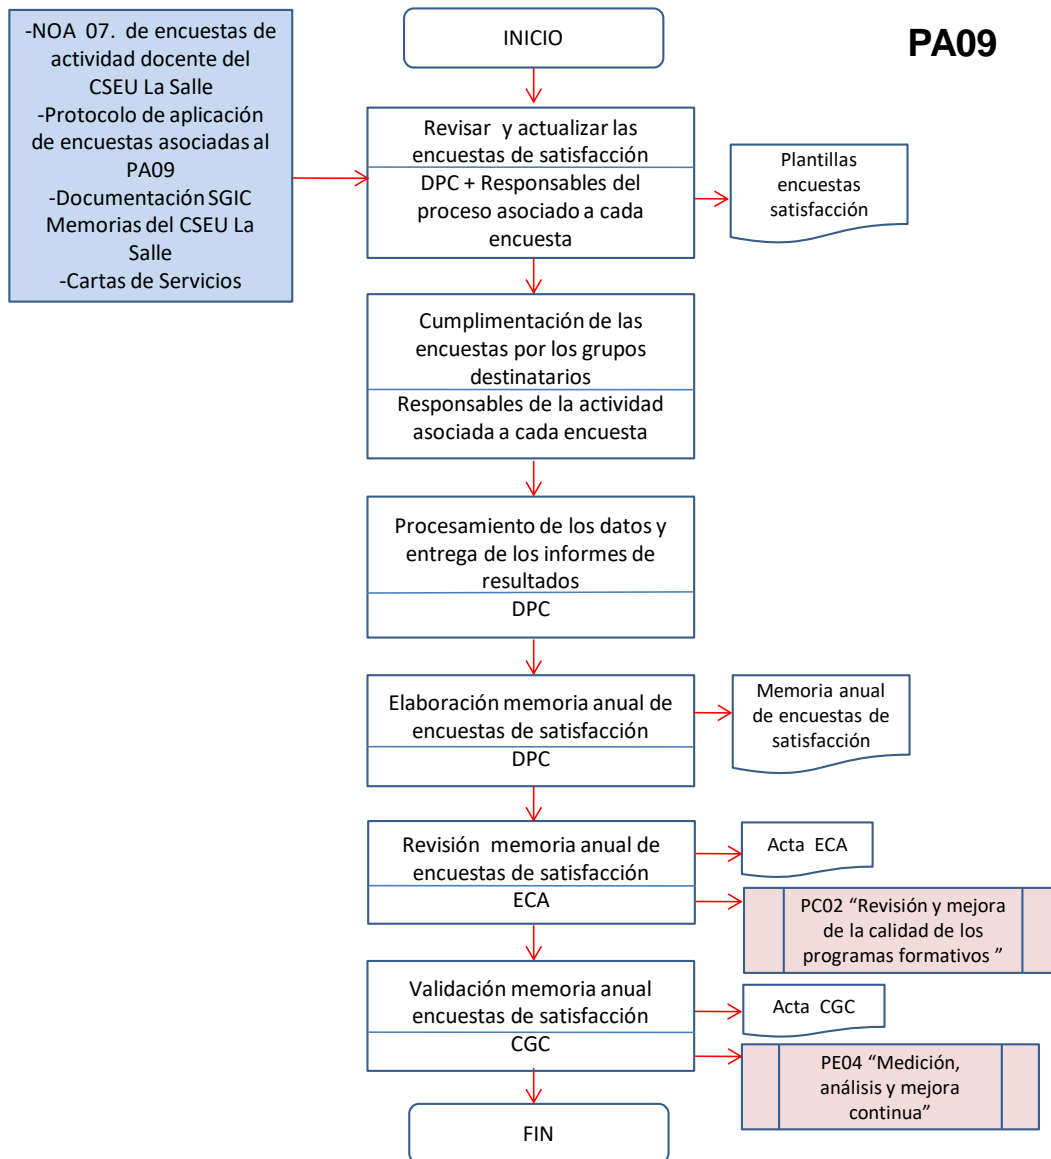 PA09
INICIO
-NOA 07. de encuestas de
actividad docente del
CSEU La Salle
-Protocolo de aplicación
de encuestas asociadas al
PA09
-Documentación SGIC
Memorias del CSEU La
Salle
-Cartas de Servicios
Revisar y actualizar las
encuestas de satisfacción
DPC + Responsables del
proceso asociado a cada
encuesta
Plantillas
encuestas
satisfacción
Cumplimentación de las
encuestas por los grupos
destinatarios
Responsables de la actividad
asociada a cada encuesta
Procesamiento de los datos y
entrega de los informes de
resultados
DPC
Elaboración memoria anual de
encuestas de satisfacción
DPC
Memoria anual
de encuestas de
satisfacción
Revisión memoria anual de
encuestas de satisfacción
ECA
Acta ECA
PC02 “Revisión y mejora
de la calidad de los
programas formativos ”
Validación memoria anual
encuestas de satisfacción
CGC
Acta CGC
PE04 “Medición,
análisis y mejora
continua”
FIN